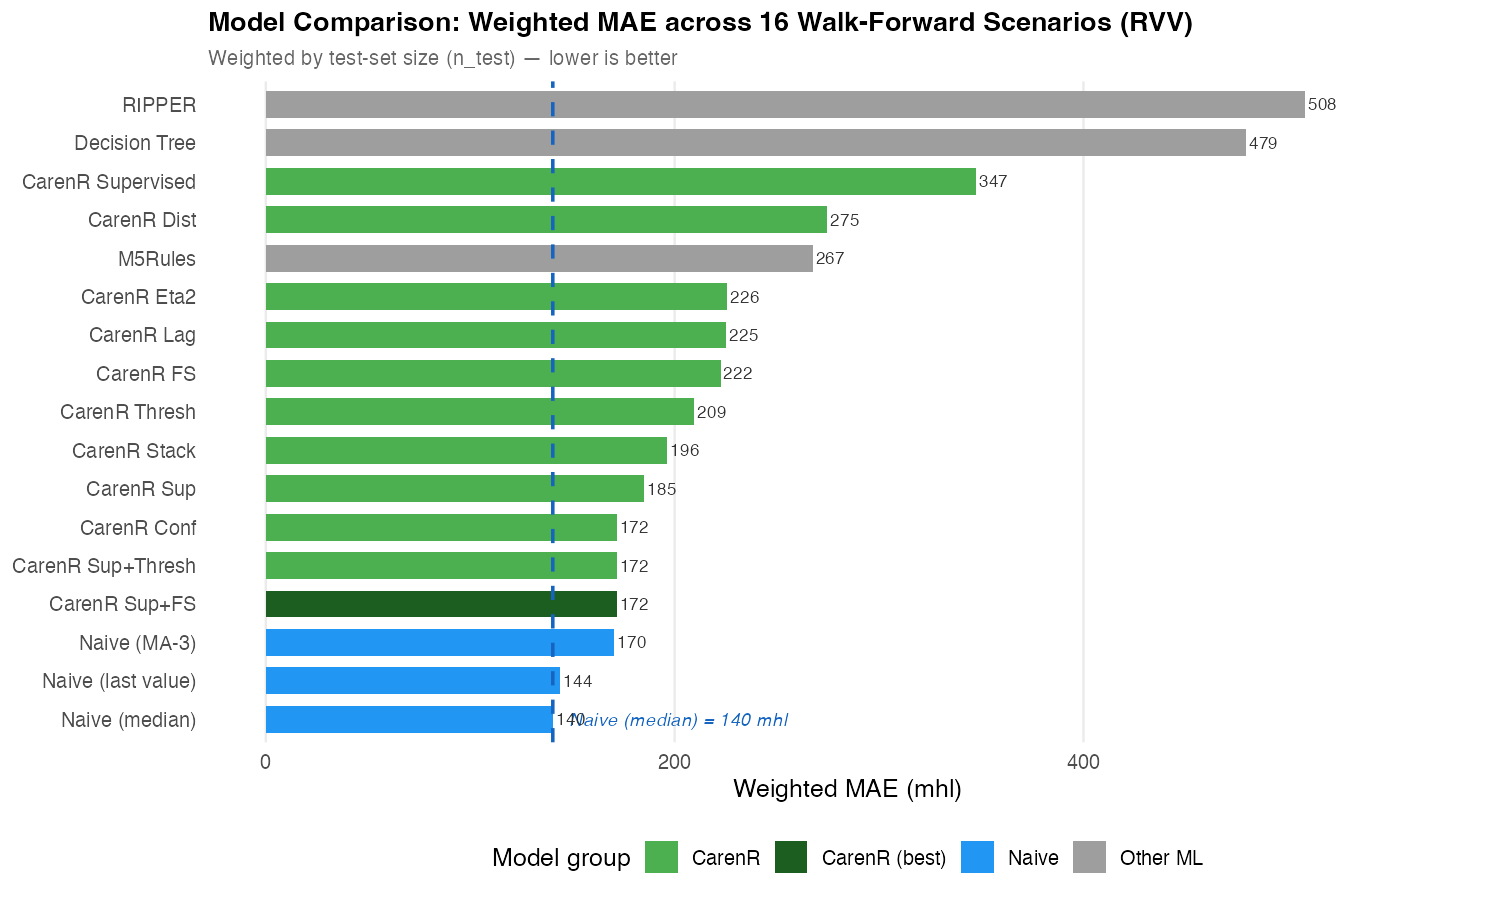 Model Comparison: Weighted MAE across 16 Walk-Forward Scenarios (RVV)
Weighted by test-set size (n_test) — lower is better
RIPPER 508
Decision Tree 479
CarenR Supervised 347
CarenR Dist 275
M5Rules 267
CarenR Eta2 226
CarenR Lag 225
CarenR FS 222
CarenR Thresh 209
CarenR Stack 196
CarenR Sup 185
CarenR Conf 172
CarenR Sup+Thresh 172
CarenR Sup+FS 172
Naive (MA-3) 170
Naive (last value) 144
Naive (median) 140 Naive (median) = 140 mhl
0 200 400
Weighted MAE (mhl)
Model group CarenR CarenR (best) Naive Other ML